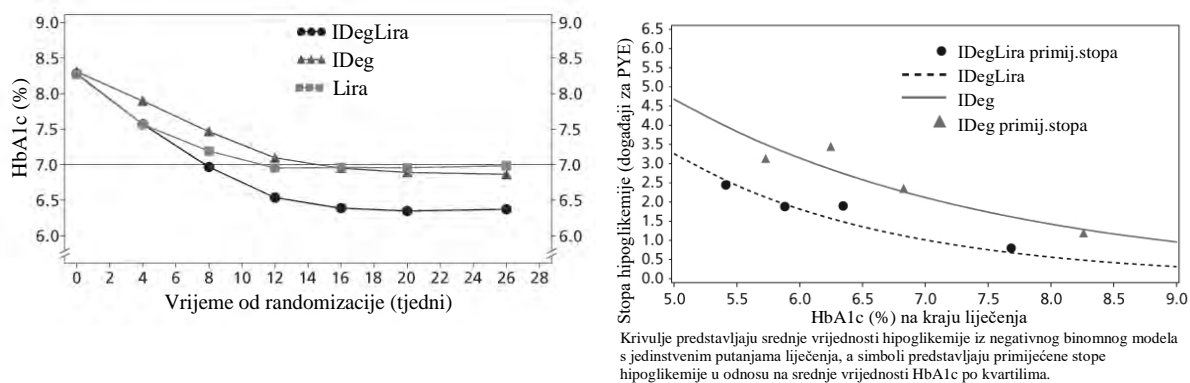 9.0
8.5
8.0
7.5
7.0
6.5
6.0
HbA1c (%)
IDegLira
IDeg
Lira
9.0
8.5
8.0
7.5
7.0
6.5
6.0
0 2 4 6 8 10 12 14 16 18 20 22 24 26 28
Vrijeme od randomizacije (tjedni)
Stopa hipoglikemije (događaji za PYE)
6.5
6.0
5.5
5.0
4.5
4.0
3.5
3.0
2.5
2.0
1.5
1.0
0.5
0.0
IDegLira primij.stopa
IDegLira
IDeg
IDeg primij.stopa
5.0 5.5 6.0 6.5 7.0 7.5 8.0 8.5 9.0
HbA1c (%) na kraju liječenja
Krivulje predstavljaju srednje vrijednosti hipoglikemije iz negativnog binomnog modela
s jedinstvenim putanjama liječenja, a simboli predstavljaju primijećene stope
hipoglikemije u odnosu na srednje vrijednosti HbA1c po kvartilima.